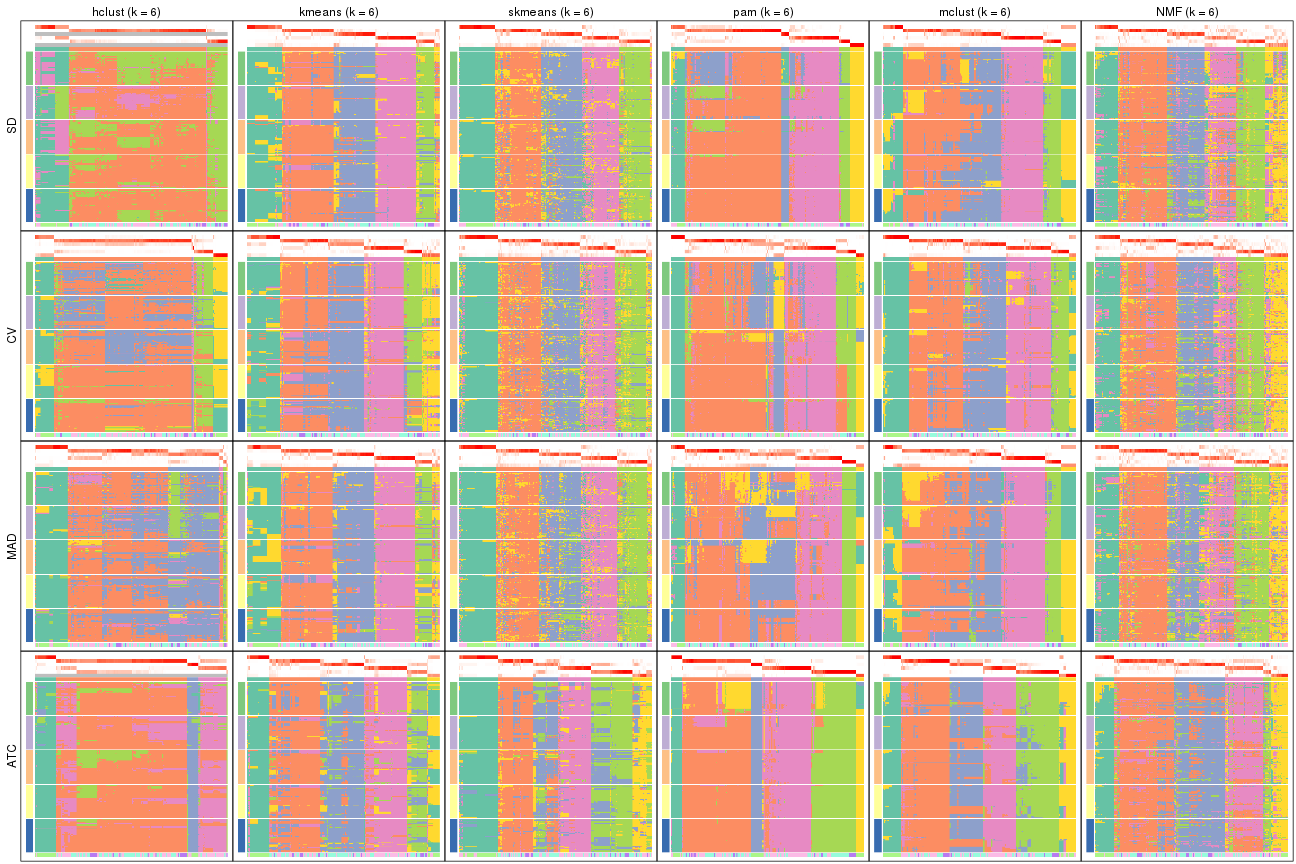 hclust (k = 6) kmeans (k = 6) skmeans (k = 6) pam (k = 6) mclust (k = 6) NMF (k = 6)
SD
CV
MAD
ATC